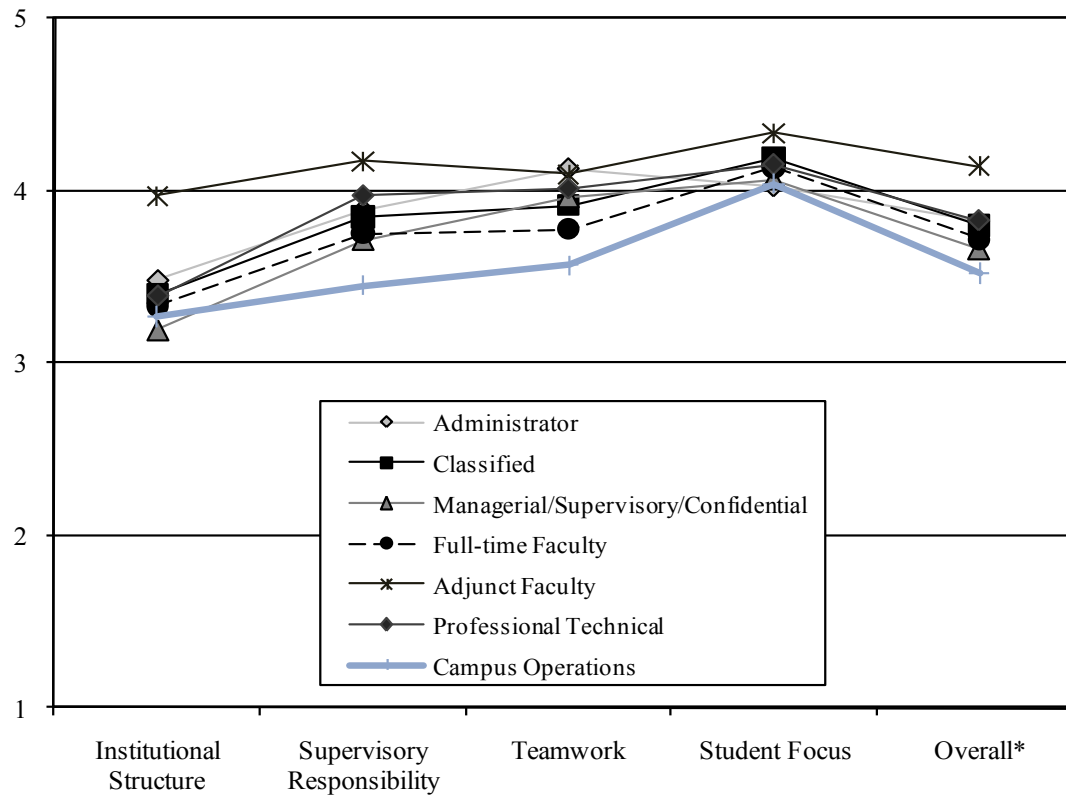 5
4
3
2
1
Administrator
Classified
Managerial/Supervisory/Confidential
Full-time Faculty
Adjunct Faculty
Professional Technical
Campus Operations
Institutional
Structure
Supervisory
Responsibility
Teamwork
Student Focus
Overall*